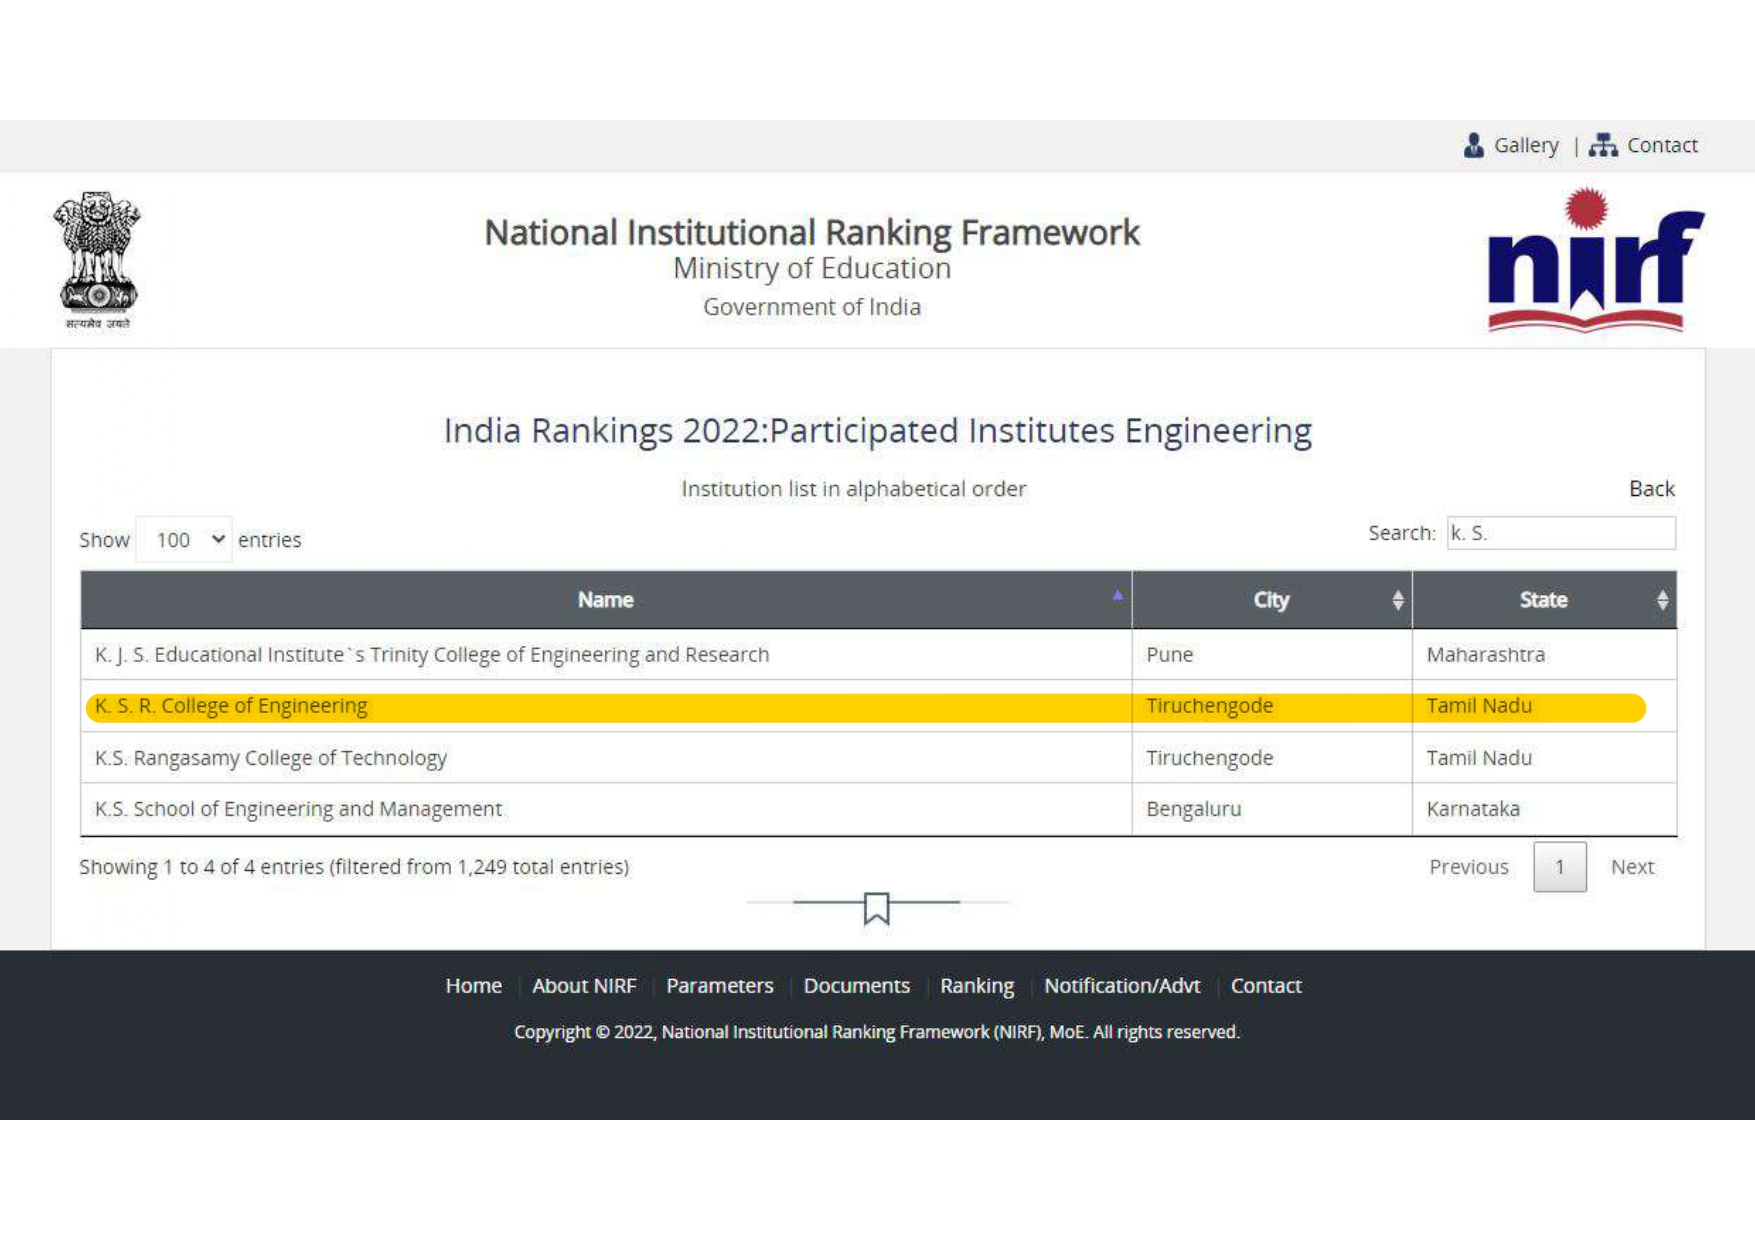 Gallery | Contact
National Institutional Ranking Framework
Ministry of Education
Government of India
सत्यमेव जयते
nirf
India Rankings 2022:Participated Institutes Engineering
Institution list in alphabetical order
Back
Show 100 entries
Search: k. S.
Name City State
K. J. S. Educational Institute`s Trinity College of Engineering and Research Pune Maharashtra
K. S. R. College of Engineering Tiruchengode Tamil Nadu
K.S. Rangasamy College of Technology Tiruchengode Tamil Nadu
K.S. School of Engineering and Management Bengaluru Karnataka
Showing 1 to 4 of 4 entries (filtered from 1,249 total entries)
Previous 1 Next
Home About NIRF Parameters Documents Ranking Notification/Advt Contact
Copyright © 2022, National Institutional Ranking Framework (NIRF), MoE. All rights reserved.